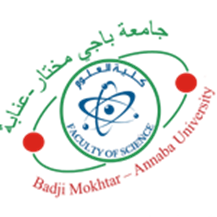 جامعة باجي مختار-عنابة
كلية العلوم
FACULTY OF SCIENCE
Badji Mokhtar – Annaba University